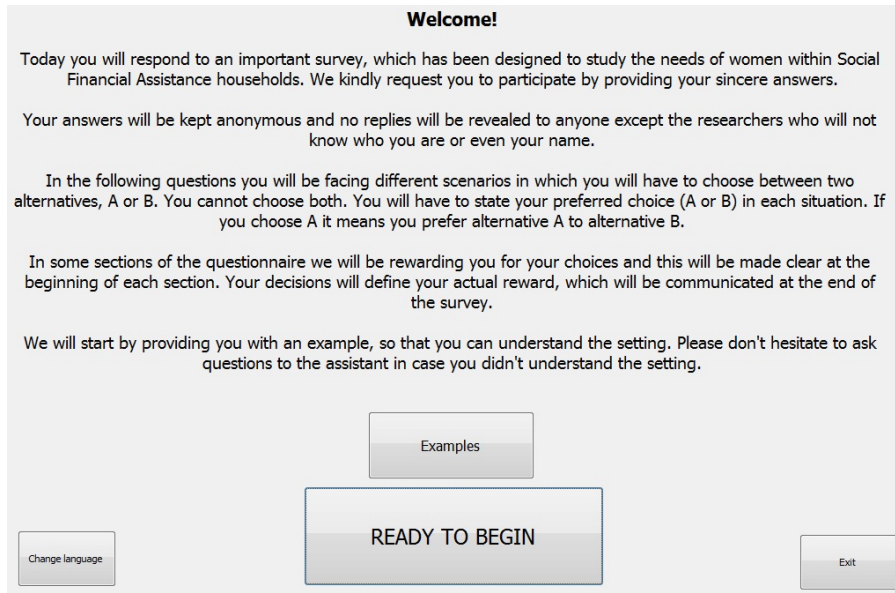 Welcome!
Today you will respond to an important survey, which has been designed to study the needs of women within Social
Financial Assistance households. We kindly request you to participate by providing your sincere answers.
Your answers will be kept anonymous and no replies will be revealed to anyone except the researchers who will not
know who you are or even your name.
In the following questions you will be facing different scenarios in which you will have to choose between two
alternatives, A or B. You cannot choose both. You will have to state your preferred choice (A or B) in each situation. If
you choose A it means you prefer alternative A to alternative B.
In some sections of the questionnaire we will be rewarding you for your choices and this will be made clear at the
beginning of each section. Your decisions will define your actual reward, which will be communicated at the end of
the survey.
We will start by providing you with an example, so that you can understand the setting. Please don't hesitate to ask
questions to the assistant in case you didn't understand the setting.
Examples
READY TO BEGIN
Change language
Exit